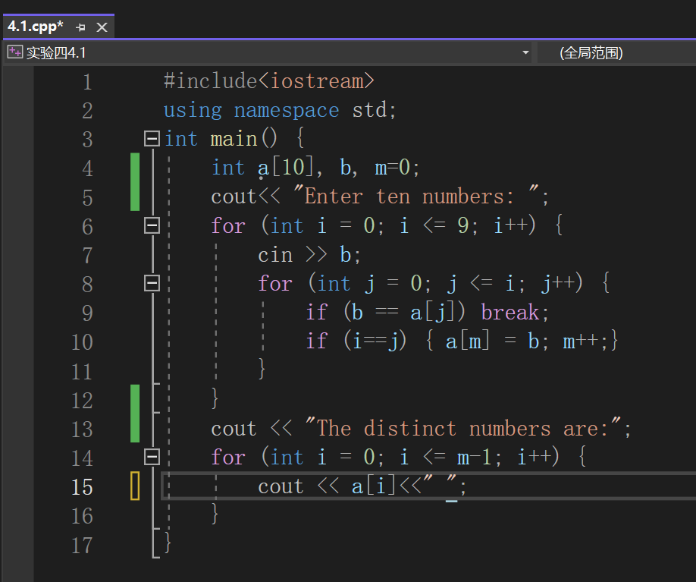 4.1.cpp*
实验四4.1 (全局范围)
1 #include<iostream>
2 using namespace std;
3 int main() {
4 int a[10], b, m=0;
5 cout<< "Enter ten numbers: ";
6 for (int i = 0; i <= 9; i++) {
7 cin >> b;
8 for (int j = 0; j <= i; j++) {
9 if (b == a[j]) break;
10 if (i==j) { a[m] = b; m++;}
11 }
12 }
13 cout << "The distinct numbers are:";
14 for (int i = 0; i <= m-1; i++) {
15 cout << a[i]<<" ";
16 }
17 }